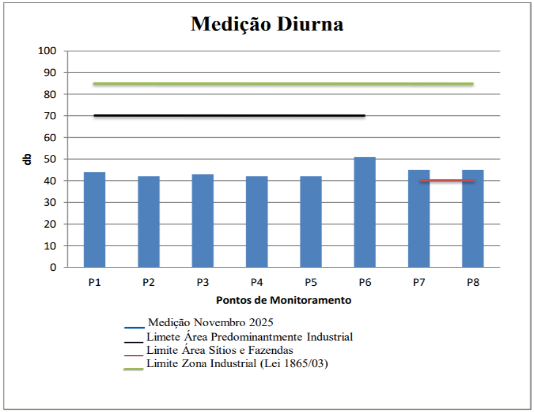 Medição Diurna
100
90
80
70
60
50
40
30
20
10
0
db
P1 P2 P3 P4 P5 P6 P7 P8
Pontos de Monitoramento
Medição Novembro 2025
Limete Área Predominantmente Industrial
Limite Área Sítios e Fazendas
Limite Zona Industrial (Lei 1865/03)